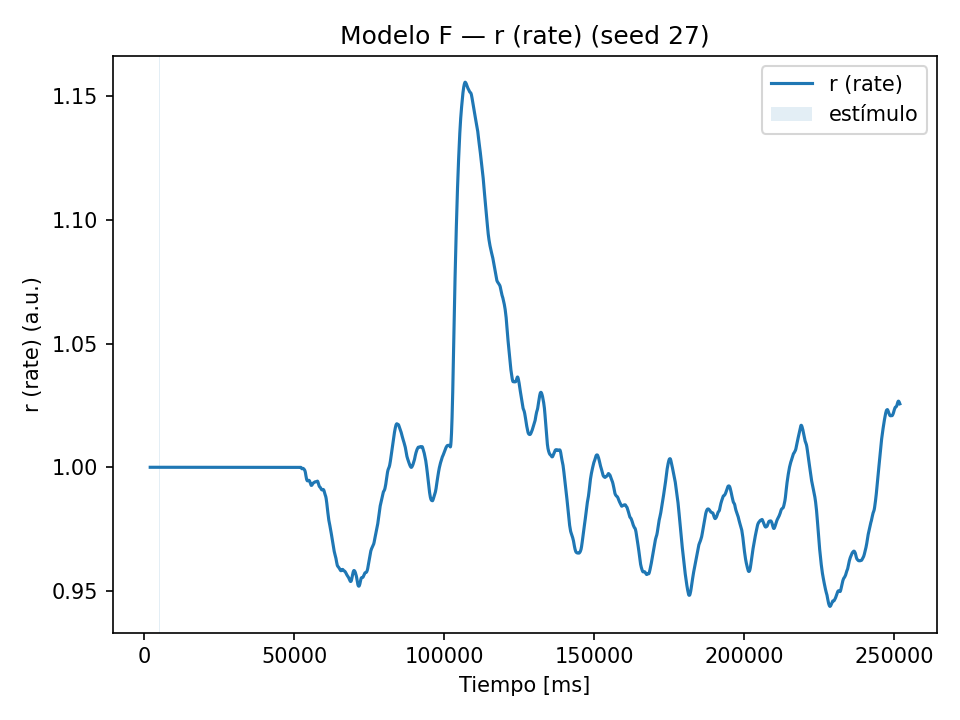 Modelo F — r (rate) (seed 27)
r (rate)
estímulo
r (rate) (a.u.)
1.15
1.10
1.05
1.00
0.95
0
50000
100000
150000
200000
250000
Tiempo [ms]